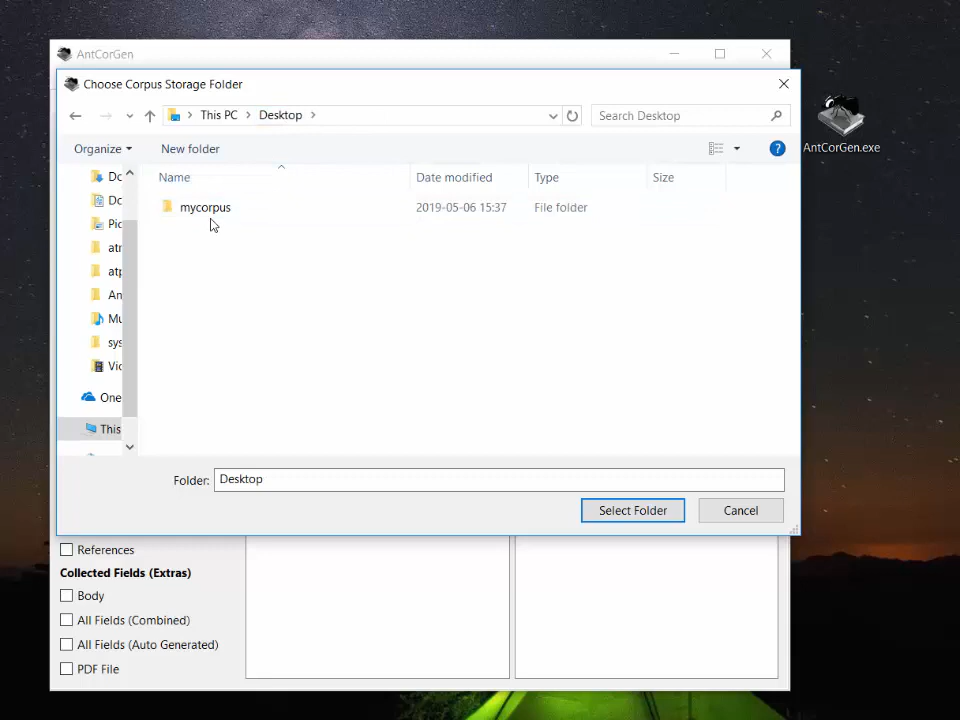 AntCorGen
Choose Corpus Storage Folder
This PC
Desktop
Search Desktop
AntCorGen.exe
Organize
New folder
?
Name
Date modified
Type
Size
Dc
mycorpus
2019-05-06 15:37
File folder
Dc
Pic
atr
atp
An
Mu
sys
Vic
One
This
Folder:
Desktop
Select Folder
Cancel
References
Collected Fields (Extras)
Body
All Fields (Combined)
All Fields (Auto Generated)
PDF File